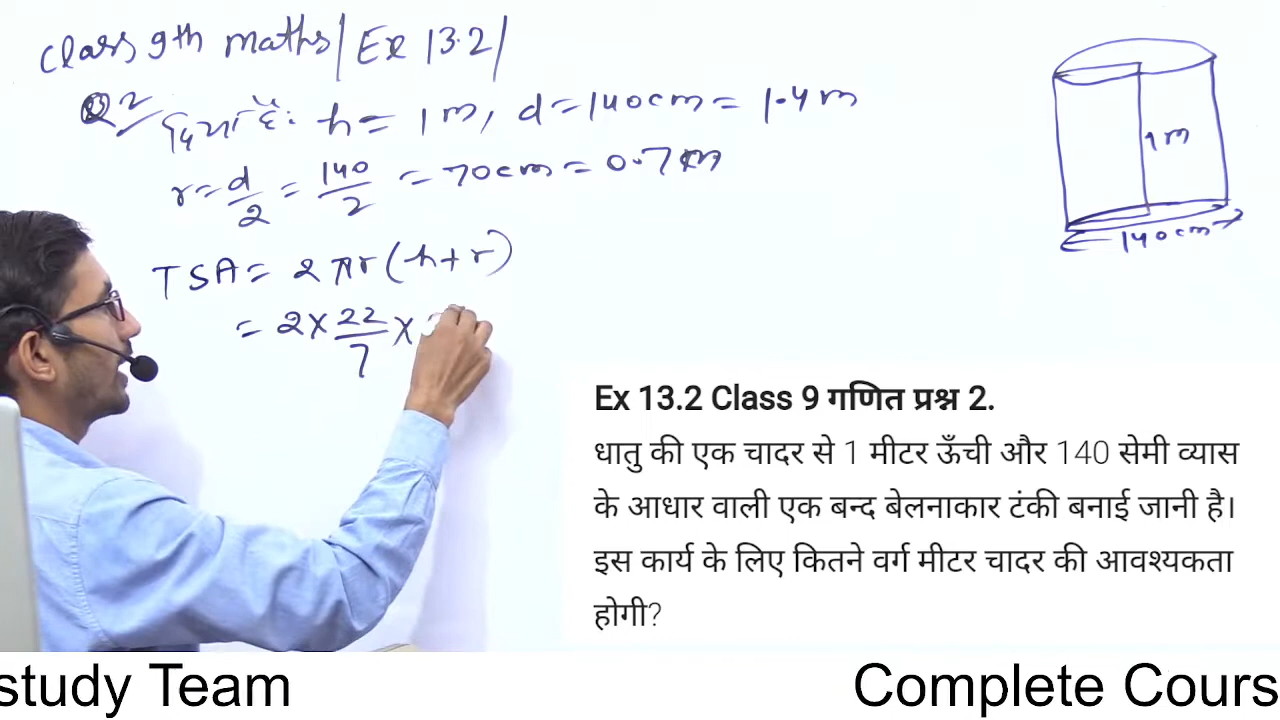 Class 9th maths | Ex 13.2 |
Q2 दिया है: h = 1m, d = 140cm = 1.4m
r = d/2 = 140/2 = 70cm = 0.7m
TSA = 2πr(h+r)
= 2 × 22/7 ×
1m
140cm
Ex 13.2 Class 9 गणित प्रश्न 2.
धातु की एक चादर से 1 मीटर ऊँची और 140 सेमी व्यास
के आधार वाली एक बन्द बेलनाकार टंकी बनाई जानी है।
इस कार्य के लिए कितने वर्ग मीटर चादर की आवश्यकता
होगी?
study Team Complete Cours